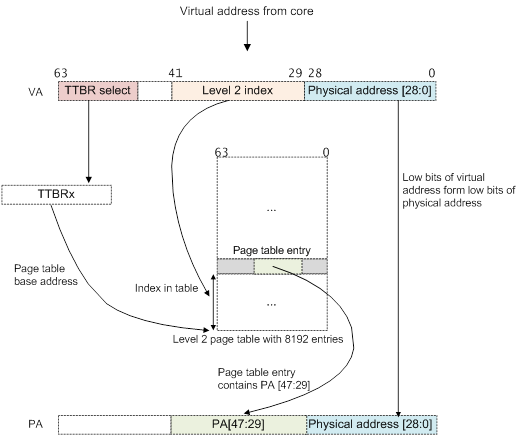 Virtual address from core
63 41 29 28 0
VA TTBR select Level 2 index Physical address [28:0]
63 0
TTBRx
Low bits of virtual
address form low bits of
physical address
...
Page table entry
Page table
base address
Index in table
...
Level 2 page table with 8192 entries
Page table entry
contains PA [47:29]
PA PA[47:29] Physical address [28:0]